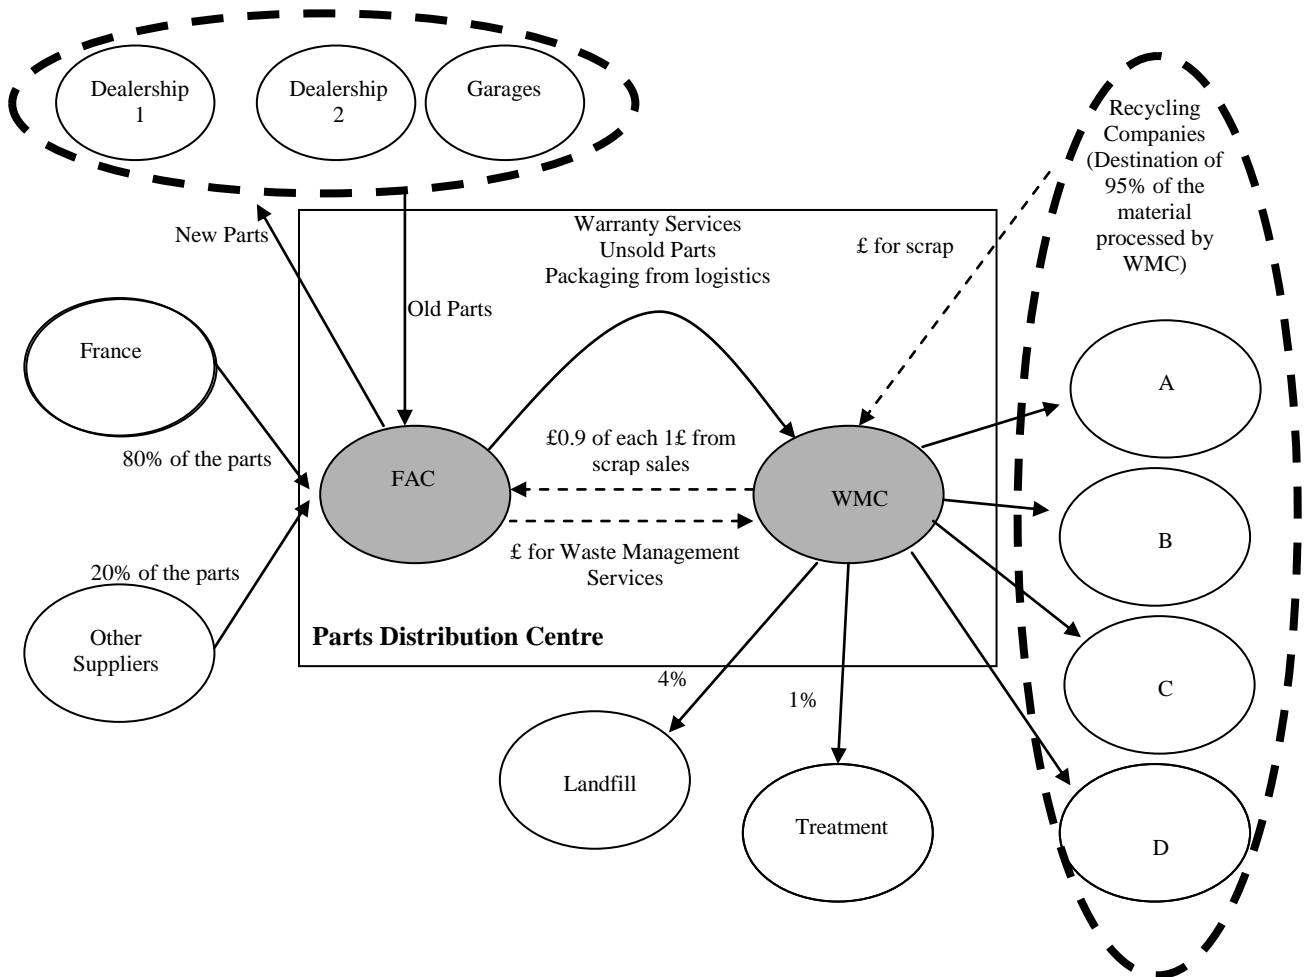 Dealership
1
Dealership
2
Garages
Recycling
Companies
(Destination of
95% of the
material
processed by
WMC)
New Parts
Warranty Services
Unsold Parts
Packaging from logistics
£ for scrap
Old Parts
France
80% of the parts
A
£0.9 of each 1£ from
scrap sales
FAC
WMC
B
£ for Waste Management
Services
20% of the parts
Other
Suppliers
Parts Distribution Centre
4%
1%
C
Landfill
Treatment
D